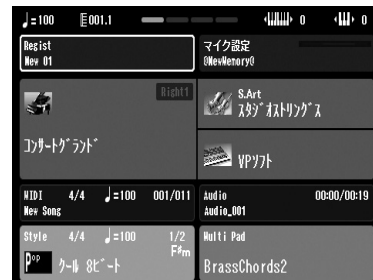 ♩=100 E001.1 0 0
Regist
New 01
マイク設定
@NewMemory@
Right1
コンサートグランド
S.Art
スタジオストリングス
VPソフト
MIDI 4/4 ♩=100 001/011
New Song
Audio 00:00/00:19
Audio_001
Style 4/4 ♩=100 1/2
F#m
Pop クール 8ビート
Multi Pad
BrassChords2